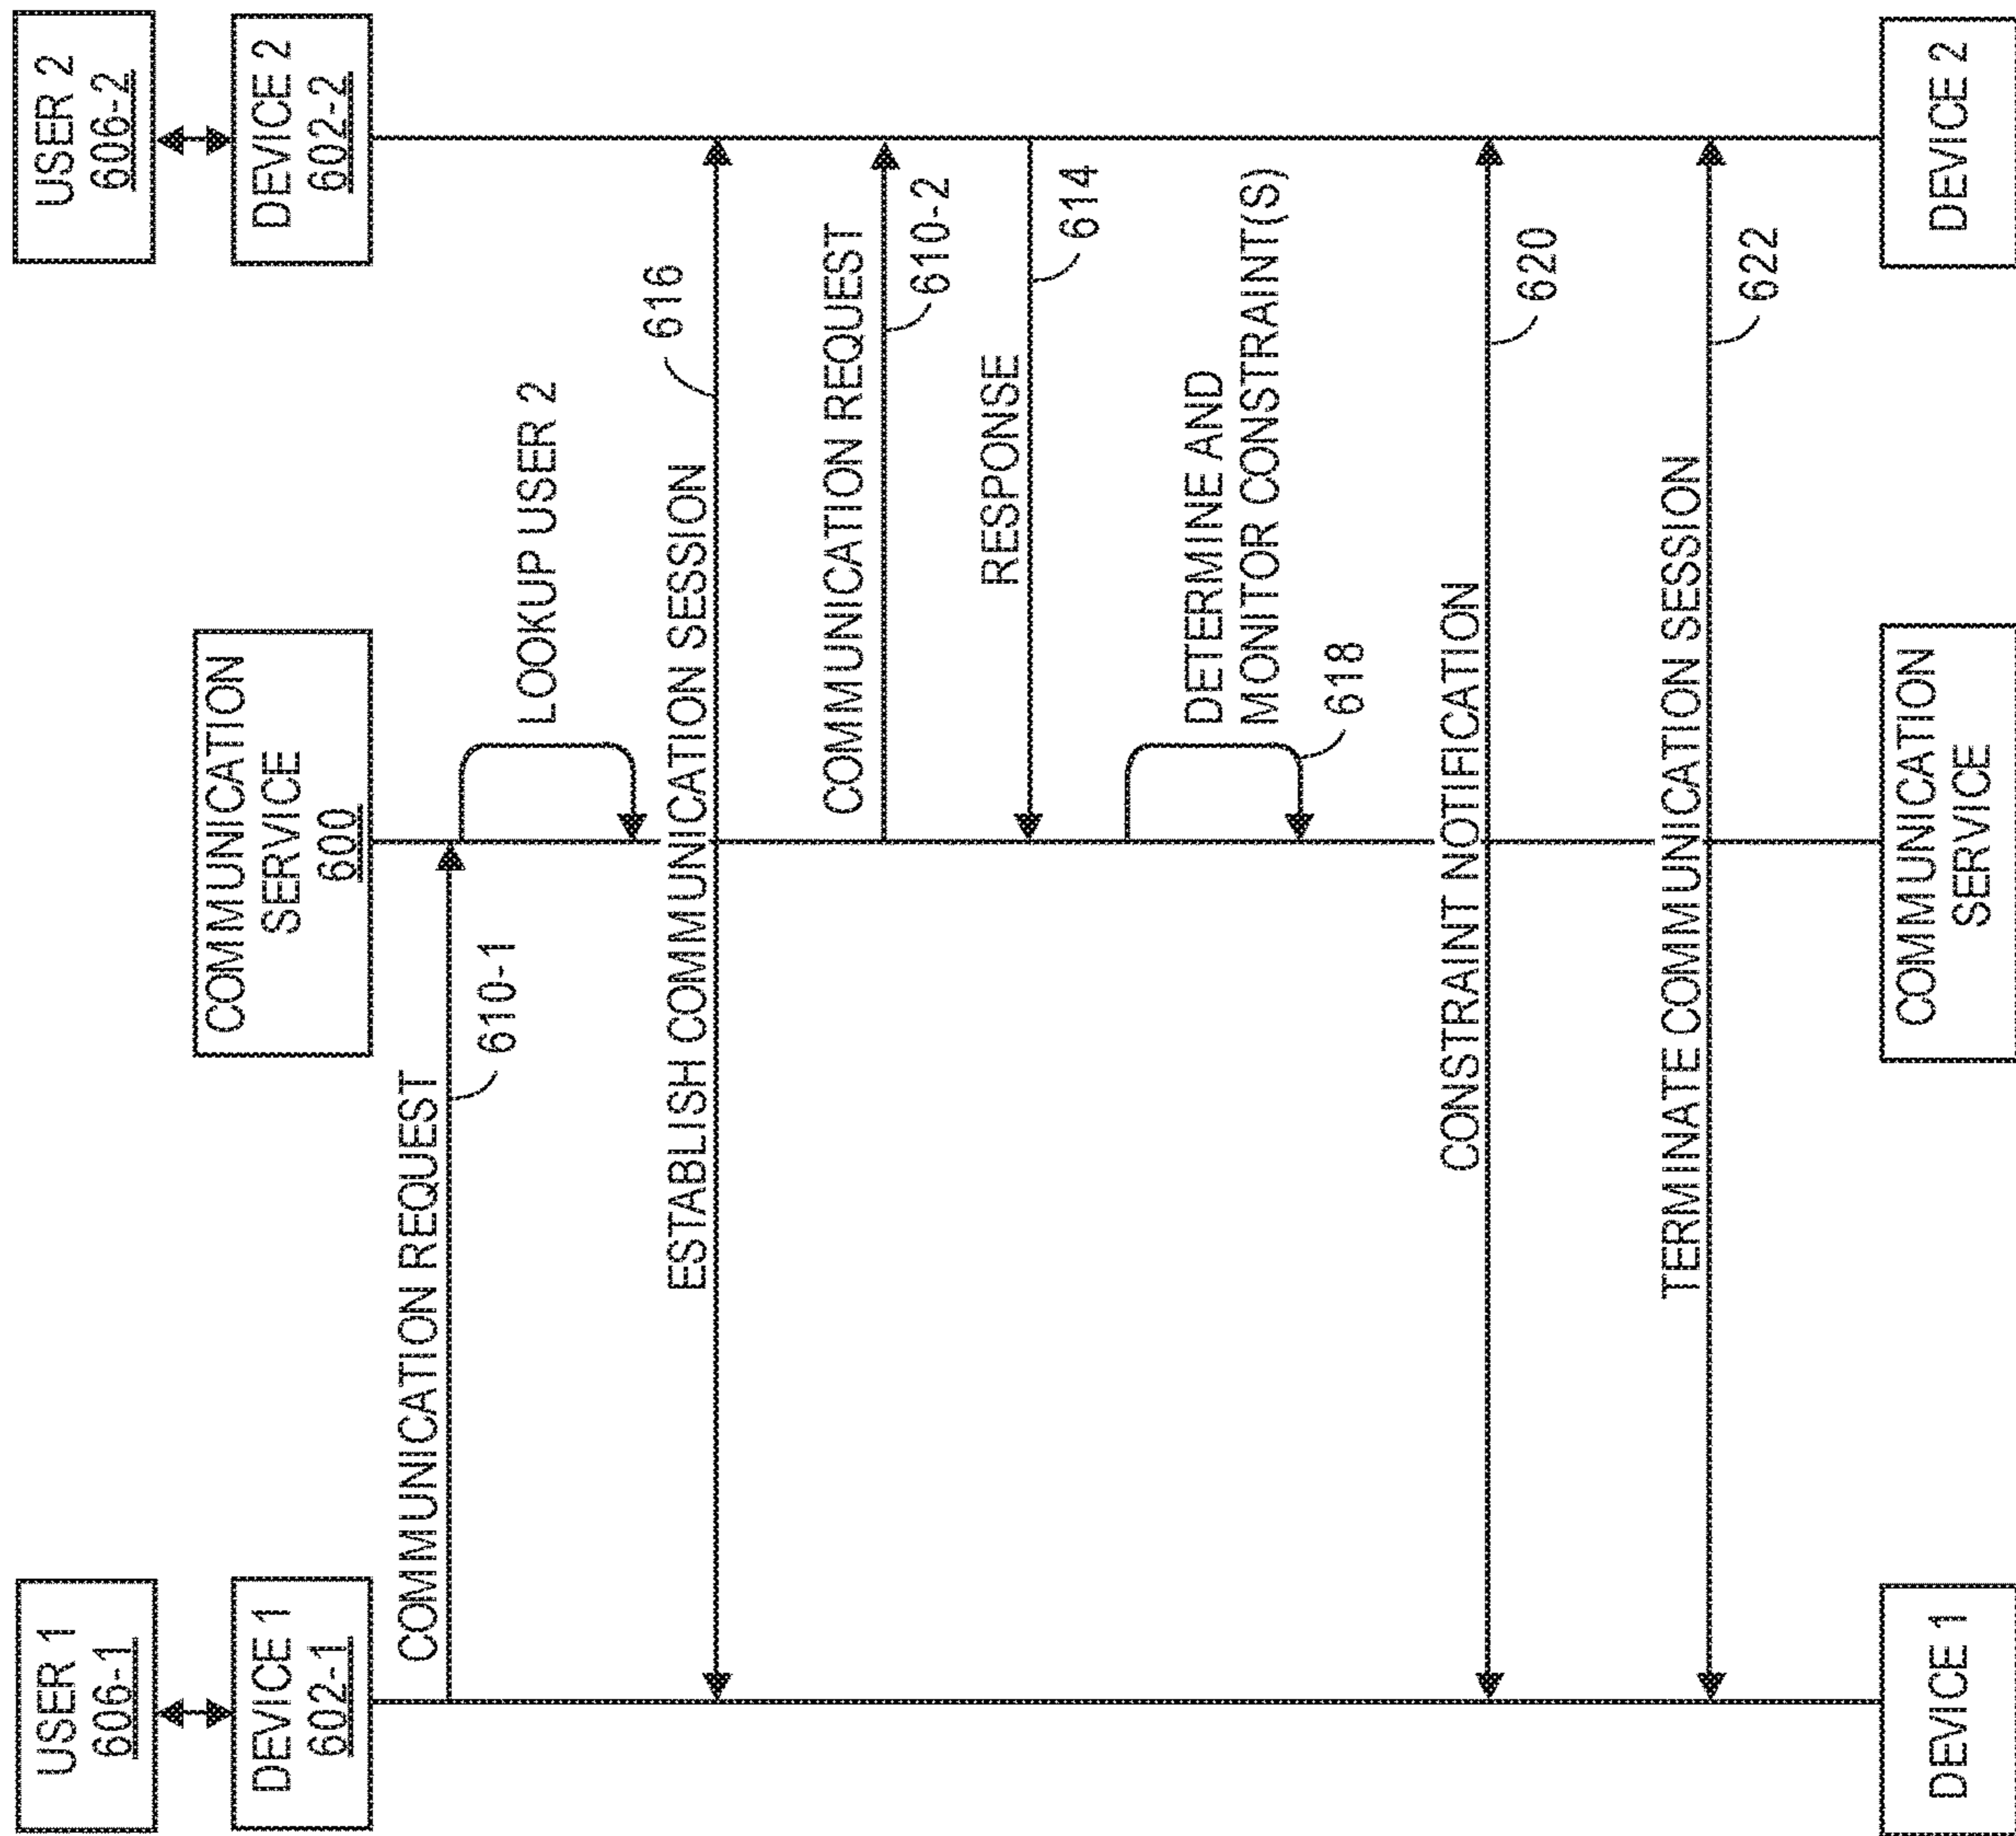 USER 1
606-1
DEVICE 1
602-1
COMMUNICATION
SERVICE
600
USER 2
606-2
DEVICE 2
602-2
COMMUNICATION REQUEST
610-1
LOOKUP USER 2
ESTABLISH COMMUNICATION SESSION
616
COMMUNICATION REQUEST
610-2
RESPONSE
614
DETERMINE AND
MONITOR CONSTRAINT(S)
618
CONSTRAINT NOTIFICATION
620
TERMINATE COMMUNICATION SESSION
622
DEVICE 1
COMMUNICATION
SERVICE
DEVICE 2